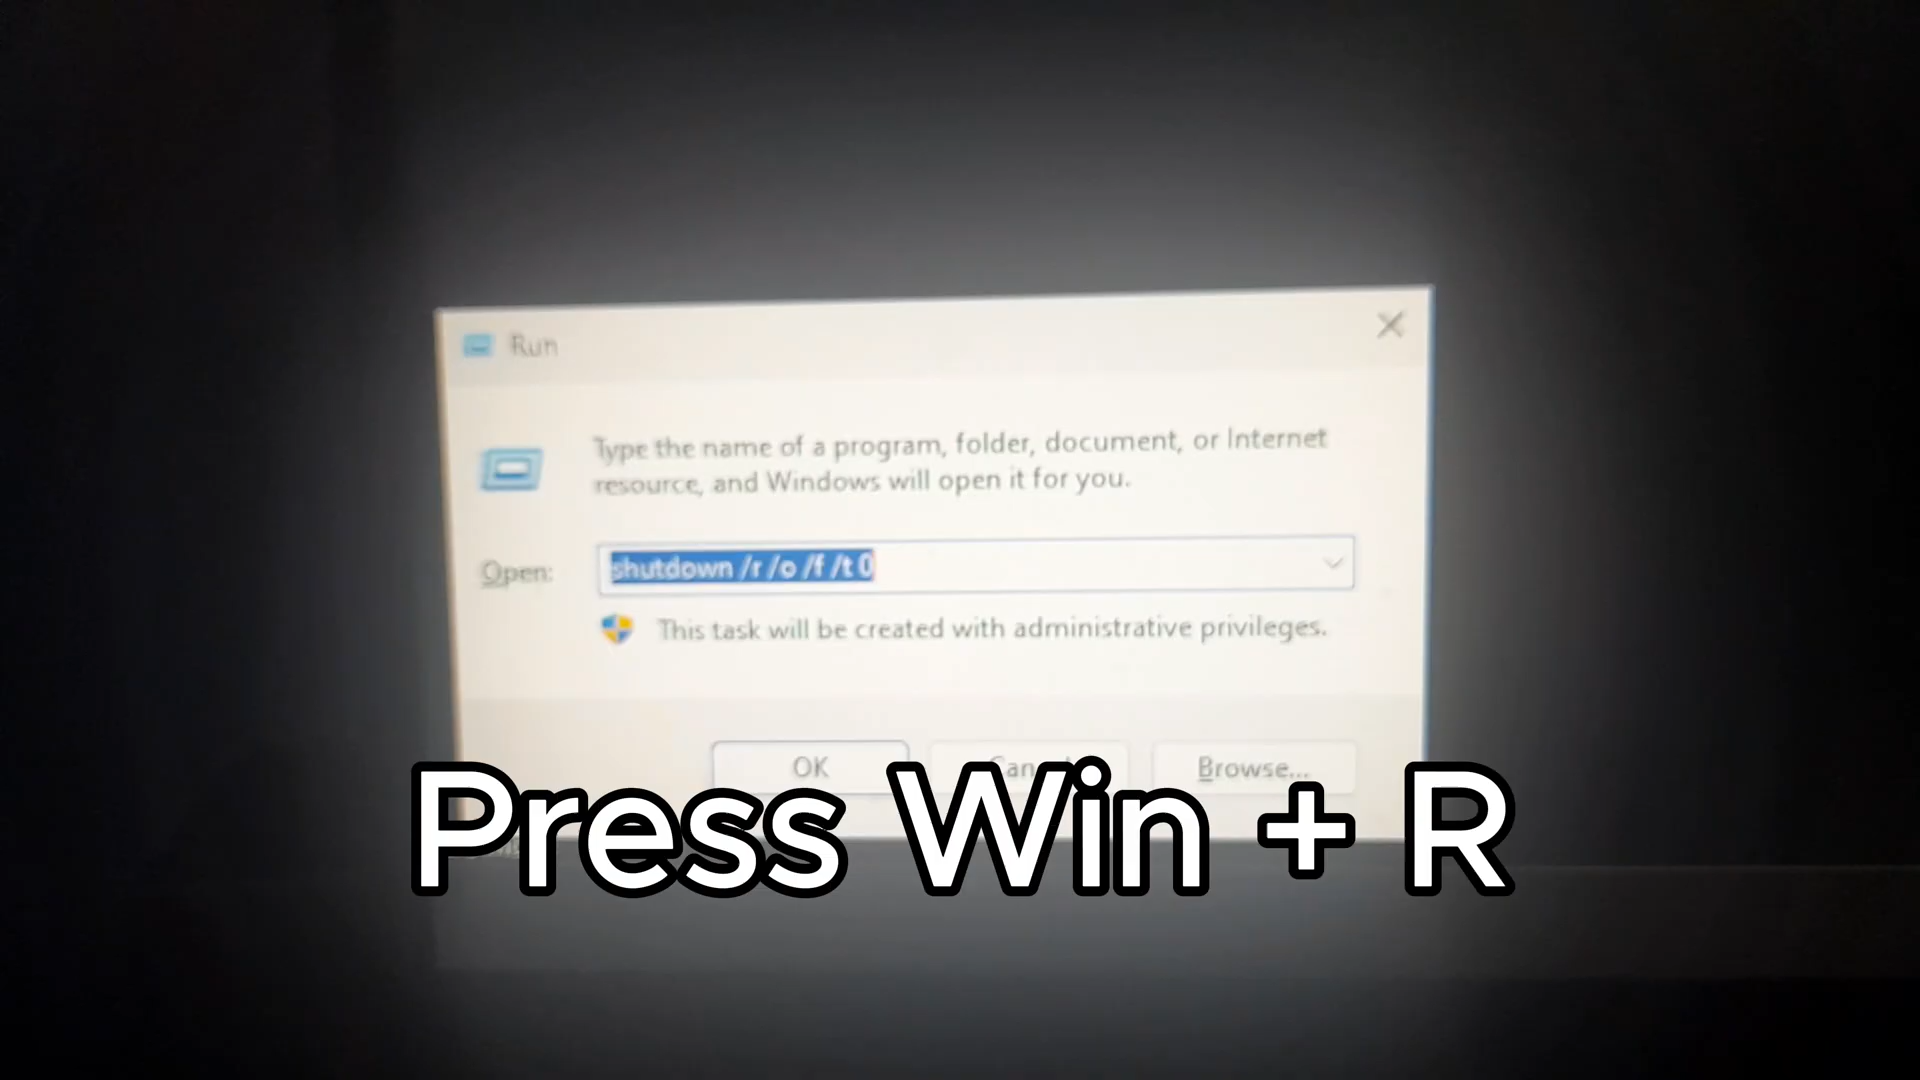 Run
Type the name of a program, folder, document, or Internet
resource, and Windows will open it for you.
Open: shutdown /r /o /f /t 0
This task will be created with administrative privileges.
OK Browse...
Press Win + R